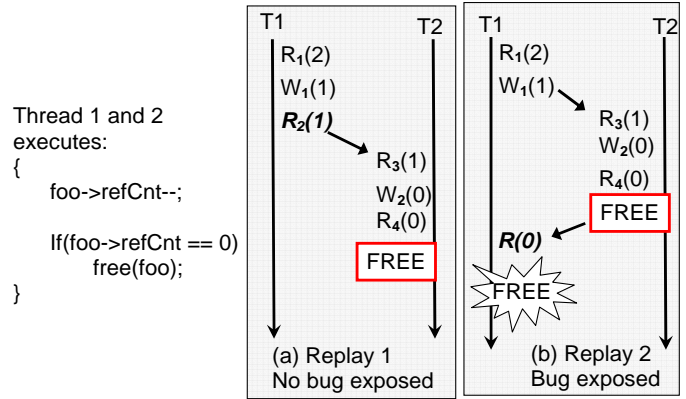 Thread 1 and 2
executes:
{
foo->refCnt--;
If(foo->refCnt == 0)
free(foo);
}
T1
T2
R1(2)
W1(1)
R2(1)
R3(1)
W2(0)
R4(0)
FREE
(a) Replay 1
No bug exposed
T1
T2
R1(2)
W1(1)
R3(1)
W2(0)
R4(0)
FREE
R(0)
FREE
(b) Replay 2
Bug exposed